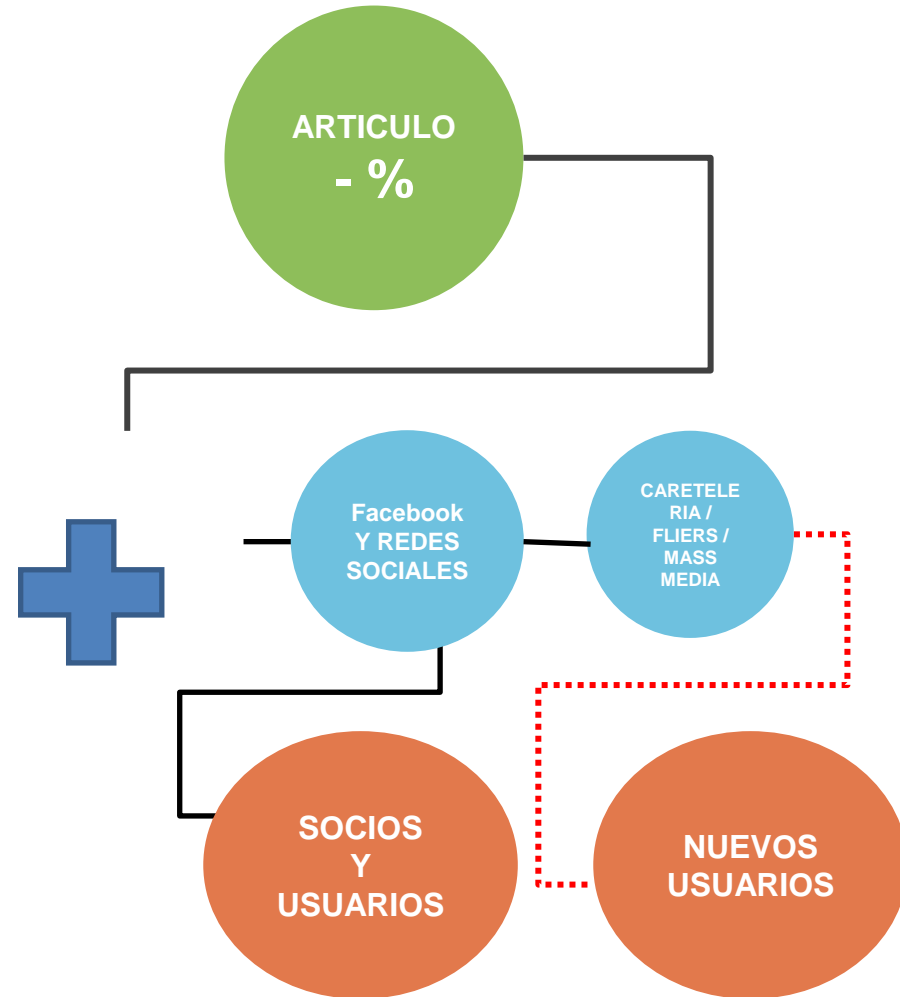 ARTICULO
- %
Facebook
Y REDES
SOCIALES
CARETELE
RIA /
FLIERS /
MASS
MEDIA
SOCIOS
Y
USUARIOS
NUEVOS
USUARIOS